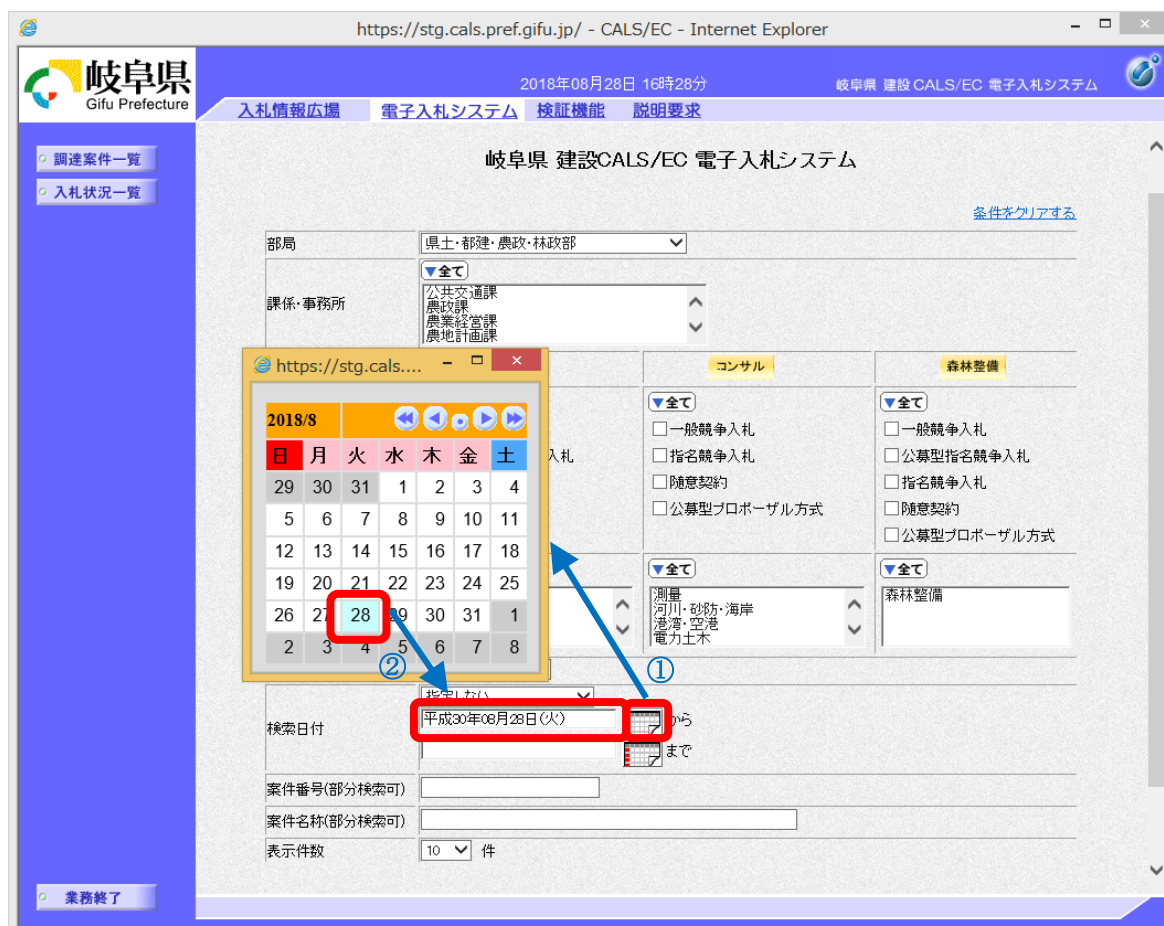 https://stg.cals.pref.gifu.jp/ - CALS/EC - Internet Explorer
岐阜県
Gifu Prefecture
2018年08月28日 16時28分
岐阜県 建設 CALS/EC 電子入札システム
入札情報広場 電子入札システム 検証機能 説明要求
調達案件一覧
入札状況一覧
岐阜県 建設CALS/EC 電子入札システム
条件をクリアする
部局
県土・都建・農政・林政部
課係・事務所
▼全て
公共交通課
農政課
農業経営課
農地計画課
https://stg.cals....
2018/8
日 月 火 水 木 金 土
29 30 31 1 2 3 4
5 6 7 8 9 10 11
12 13 14 15 16 17 18
19 20 21 22 23 24 25
26 27 28 29 30 31 1
2 3 4 5 6 7 8
入札
コンサル
▼全て
一般競争入札
指名競争入札
随意契約
公募型プロポーザル方式
▼全て
測量
河川・砂防・海岸
港湾・空港
電力土木
森林整備
▼全て
一般競争入札
公募型指名競争入札
指名競争入札
随意契約
公募型プロポーザル方式
▼全て
森林整備
①
②
検索日付
指定しない
平成30年08月28日(火)
から
まで
案件番号(部分検索可)
案件名称(部分検索可)
表示件数
10 件
業務終了